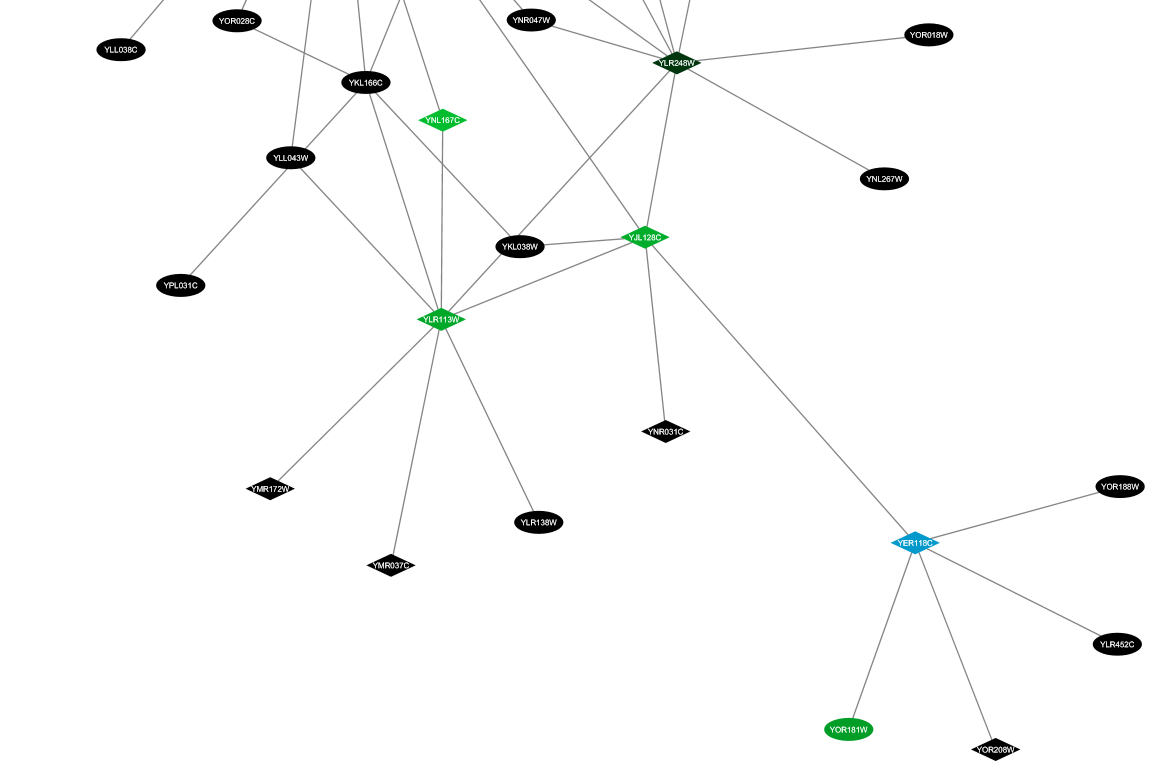 YNR047W
YOR028C
YOR018W
YLL038C
YLR248W
YKL166C
YNL167C
YLL043W
YNL267W
YJL128C
YKL038W
YPL031C
YLR113W
YNR031C
YOR188W
YMR172W
YLR138W
YER118C
YMR037C
YLR452C
YOR181W
YOR208W